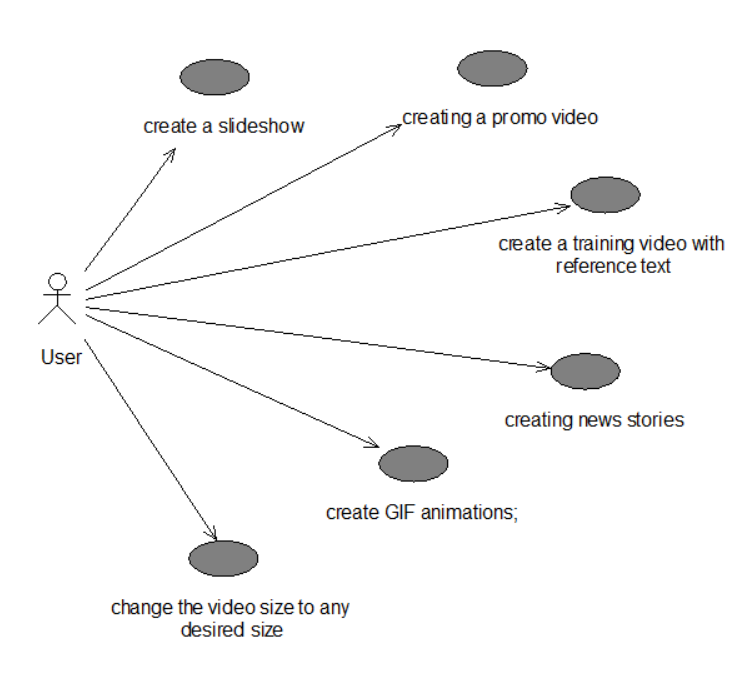 create a slideshow
creating a promo video
create a training video with
reference text
User
creating news stories
create GIF animations;
change the video size to any
desired size